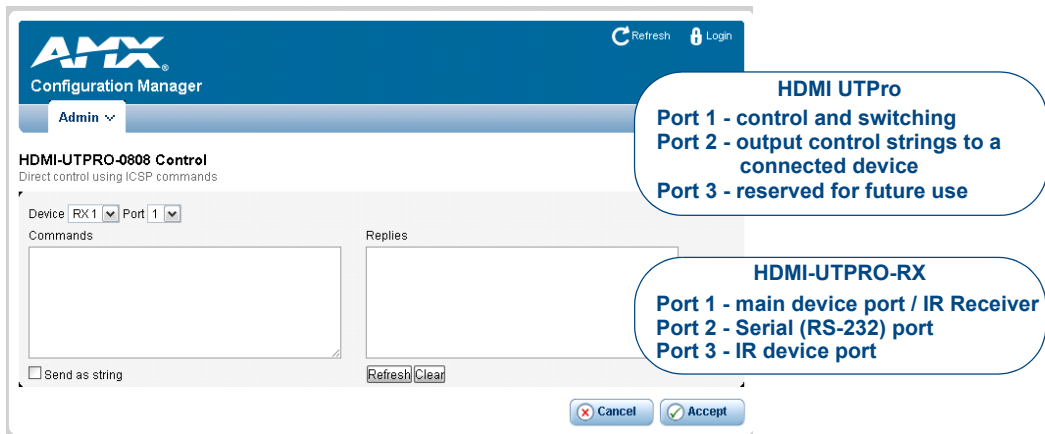 AMX®
Refresh
Login
Configuration Manager
Admin
HDMI-UTPRO-0808 Control
Direct control using ICSP commands
Device RX 1 Port 1
Commands
Replies
Send as string
Refresh Clear
Cancel
Accept
HDMI UTPro
Port 1 - control and switching
Port 2 - output control strings to a
connected device
Port 3 - reserved for future use
HDMI-UTPRO-RX
Port 1 - main device port / IR Receiver
Port 2 - Serial (RS-232) port
Port 3 - IR device port